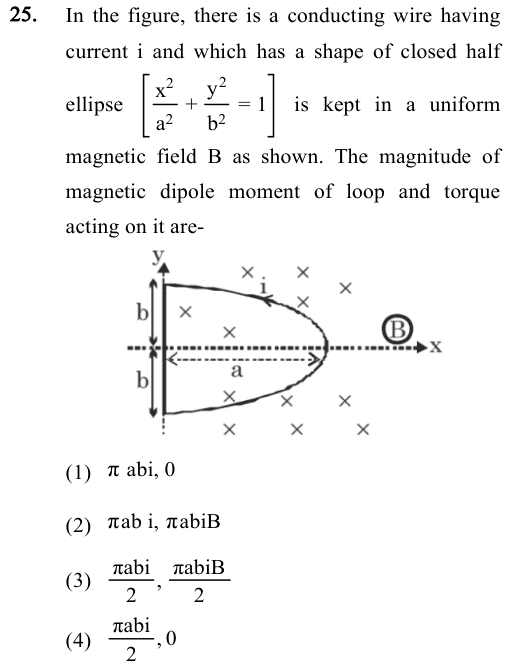 25. In the figure, there is a conducting wire having
current i and which has a shape of closed half
ellipse [x²/a² + y²/b² = 1] is kept in a uniform
magnetic field B as shown. The magnitude of
magnetic dipole moment of loop and torque
acting on it are-
y
i
b
B
x
a
b
(1) π abi, 0
(2) πab i, πabiB
(3) πabi/2, πabiB/2
(4) πabi/2, 0